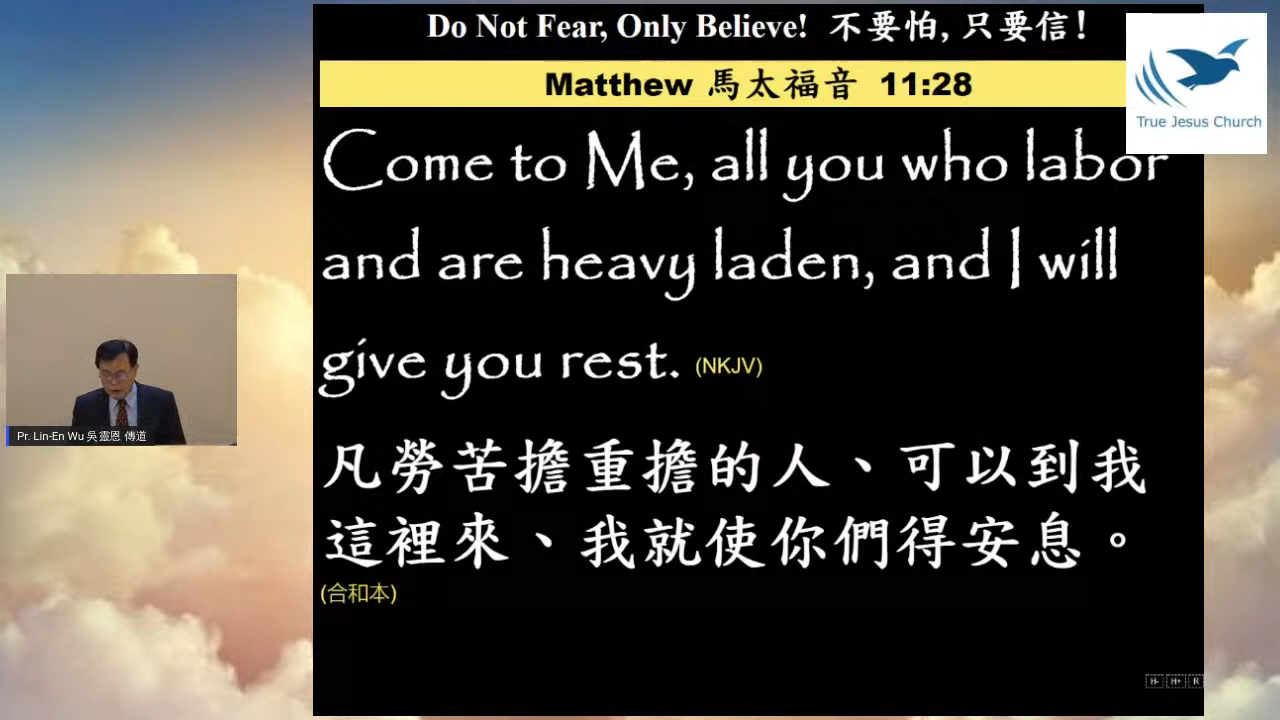 Do Not Fear, Only Believe! 不要怕, 只要信!
Matthew 馬太福音 11:28
True Jesus Church
Come to Me, all you who labor
and are heavy laden, and I will
give you rest. (NKJV)
Pr. Lin-En Wu 吳靈恩 傳道
凡勞苦擔重擔的人、可以到我
這裡來、我就使你們得安息。
(合和本)
H- H+ R